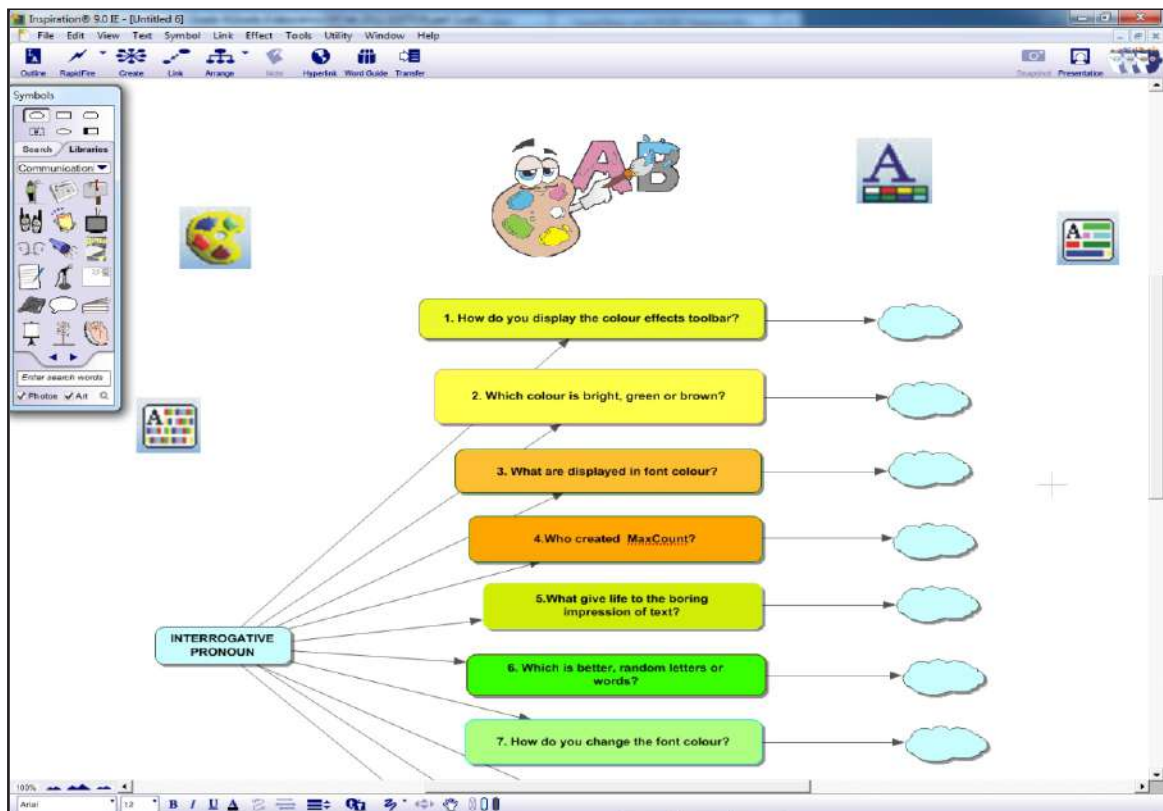 Inspiration® 9.0 IE - [Untitled 6]
File Edit View Text Symbol Link Effect Tools Utility Window Help
Outline RapidFire Create Link Arrange Note Hyperlink Word Guide Transfer Snapshot Presentation
Symbols
Search Libraries
Communication
Enter search words
Photos Art
A B
A
A
A
1. How do you display the colour effects toolbar?
2. Which colour is bright, green or brown?
3. What are displayed in font colour?
4.Who created MaxCount?
5.What give life to the boring
impression of text?
6. Which is better, random letters or
words?
7. How do you change the font colour?
INTERROGATIVE
PRONOUN
100%
Arial 12 B I U A